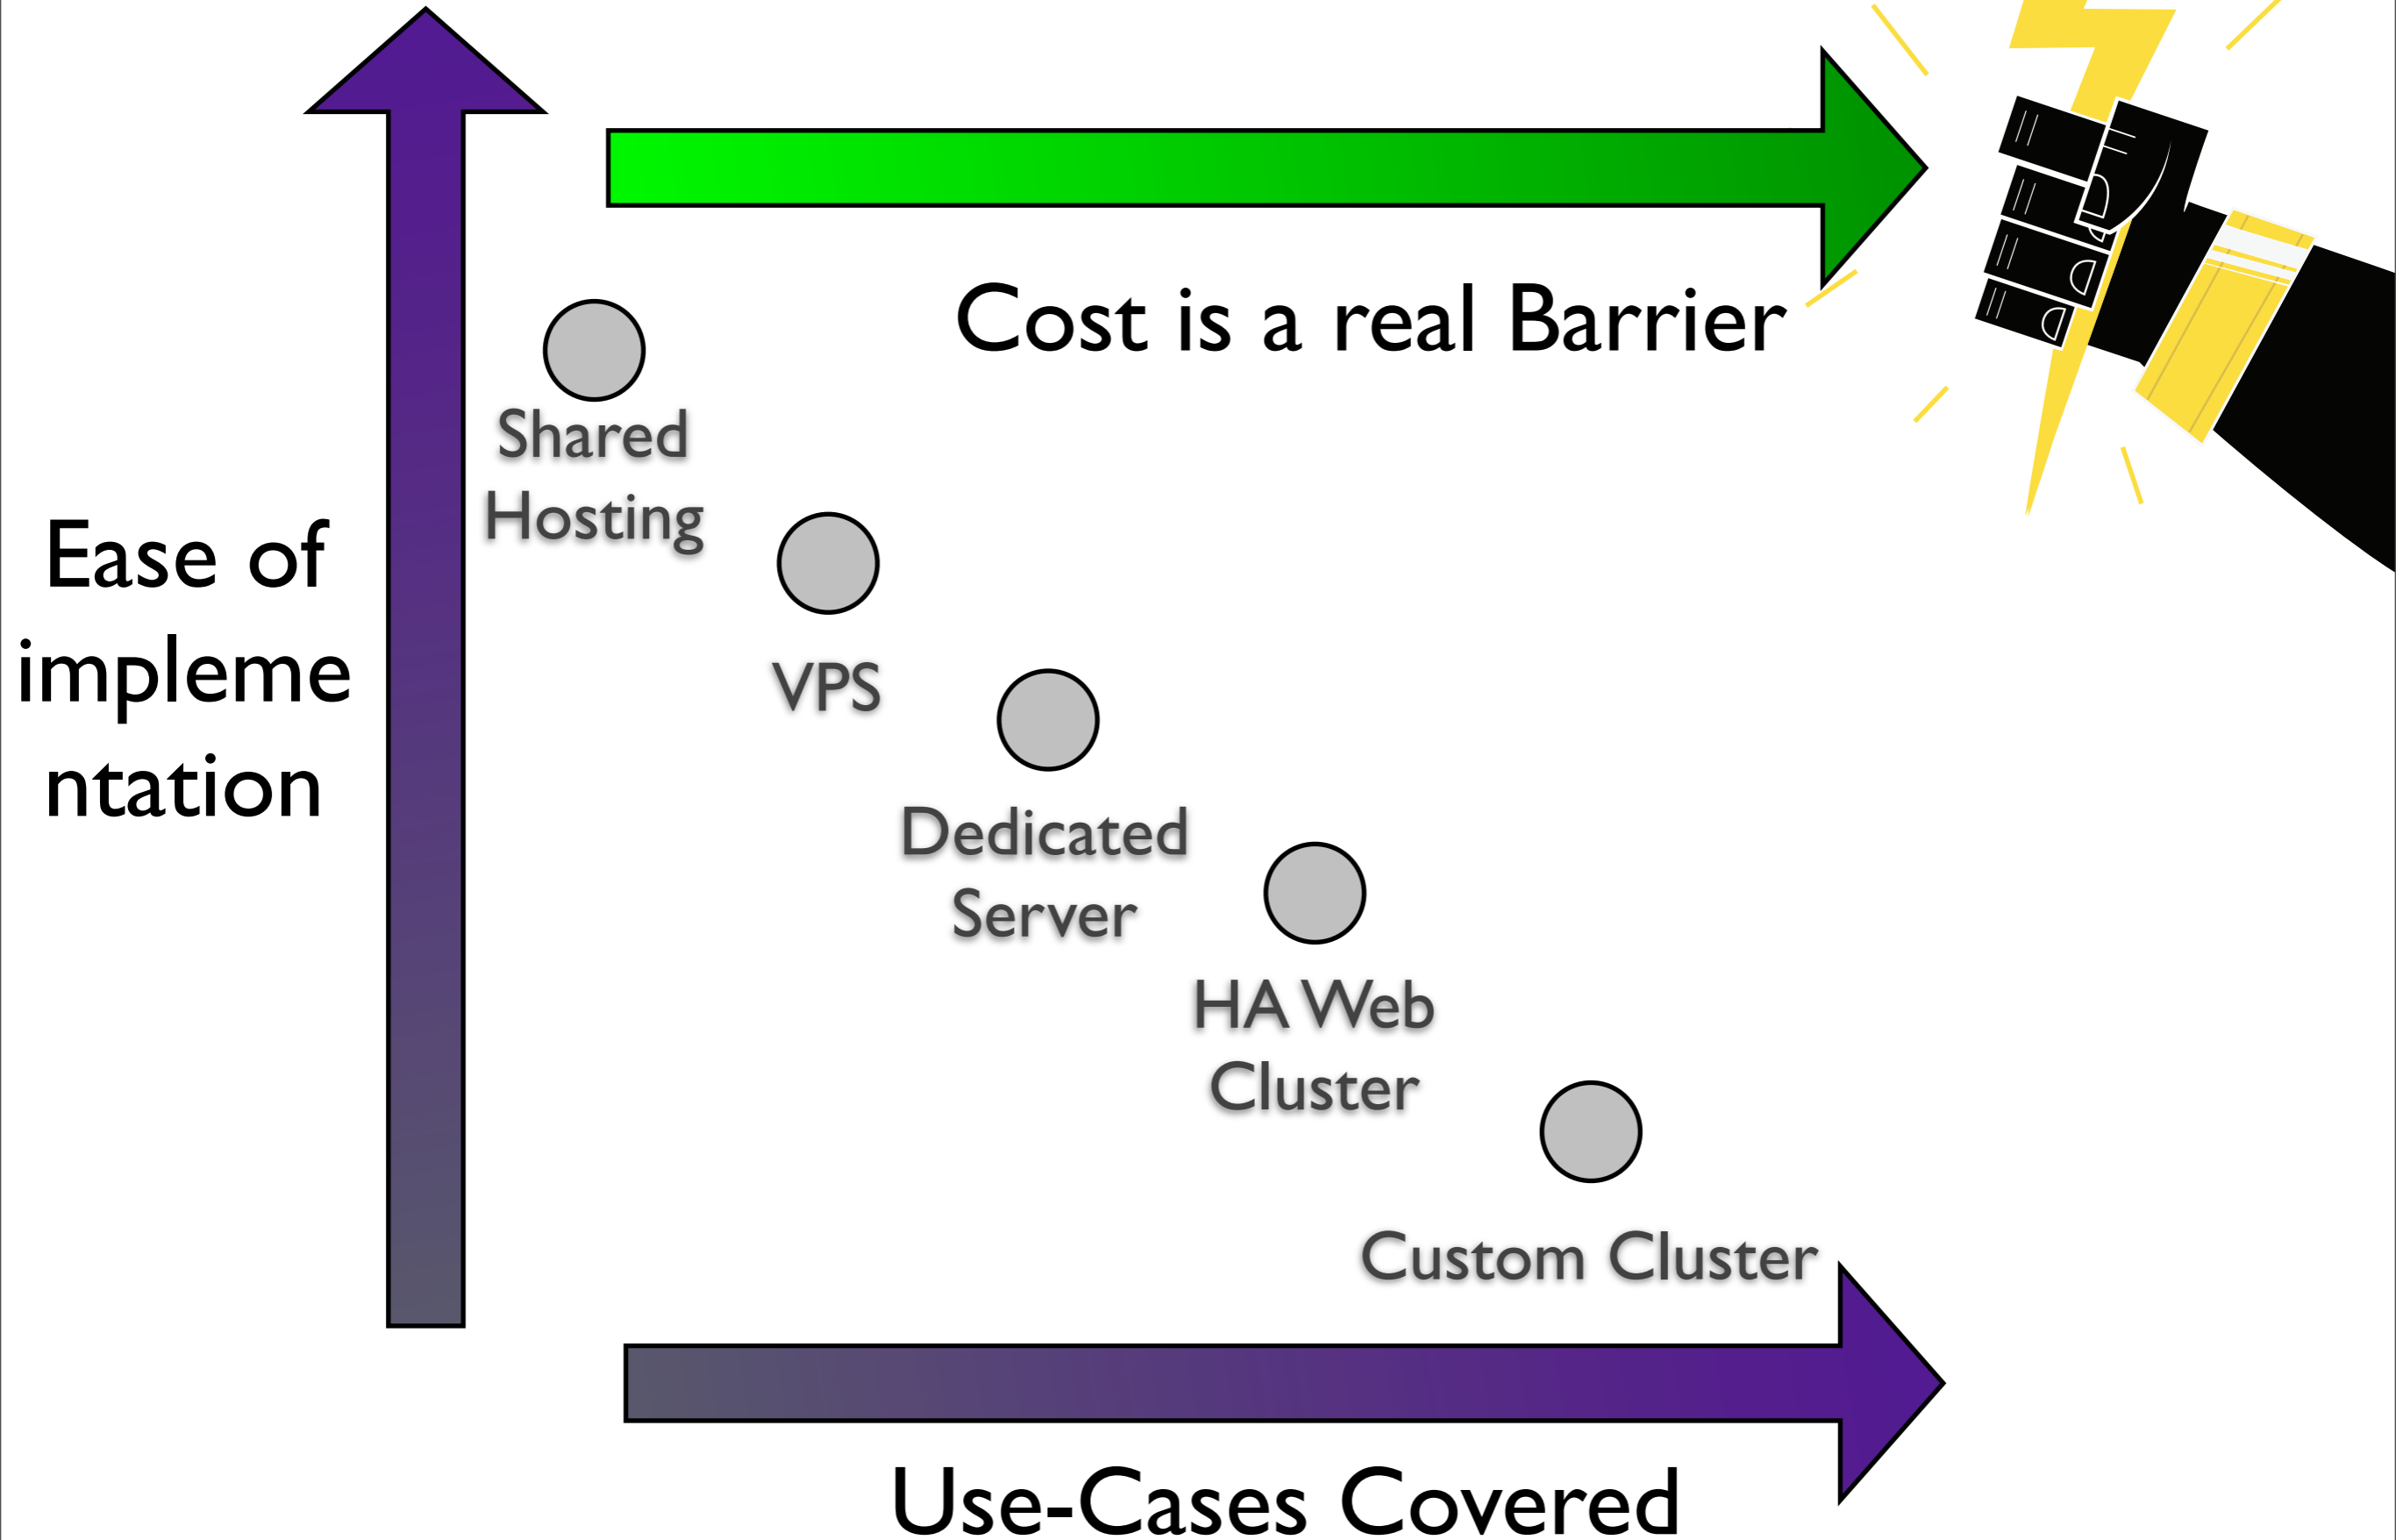 Cost is a real Barrier
Shared
Hosting
Ease of
impleme
ntation
VPS
Dedicated
Server
HA Web
Cluster
Custom Cluster
Use-Cases Covered